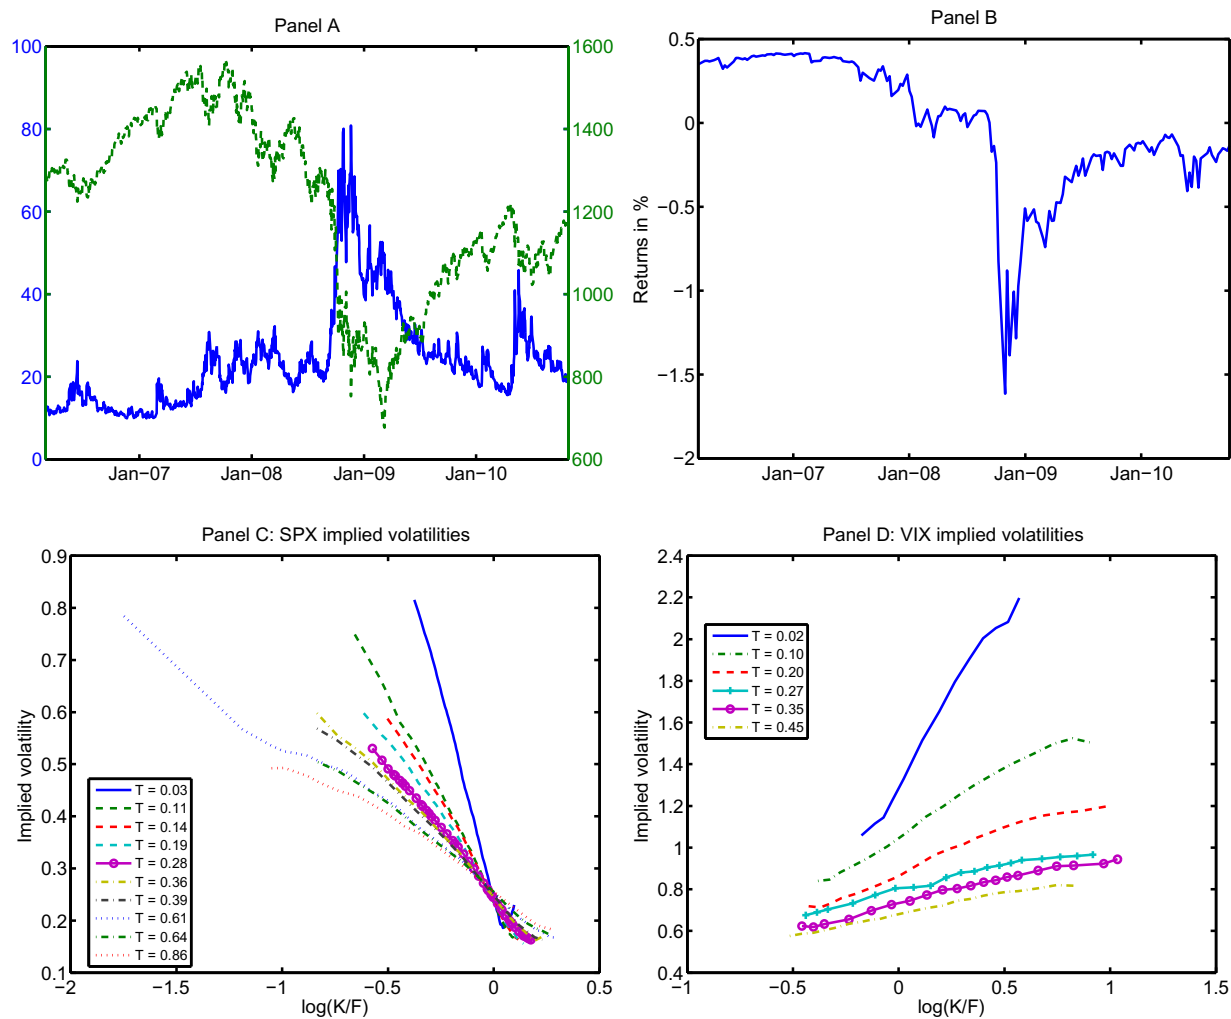 Panel A
100
80
60
40
20
0
1600
1400
1200
1000
800
600
Jan−07
Jan−08
Jan−09
Jan−10
Panel B
Returns in %
0.5
0
−0.5
−1
−1.5
−2
Jan−07
Jan−08
Jan−09
Jan−10
Panel C: SPX implied volatilities
Implied volatility
0.9
0.8
0.7
0.6
0.5
0.4
0.3
0.2
0.1
T = 0.03
T = 0.11
T = 0.14
T = 0.19
T = 0.28
T = 0.36
T = 0.39
T = 0.61
T = 0.64
T = 0.86
−2
−1.5
−1
−0.5
0
0.5
log(K/F)
Panel D: VIX implied volatilities
Implied volatility
2.4
2.2
2
1.8
1.6
1.4
1.2
1
0.8
0.6
0.4
T = 0.02
T = 0.10
T = 0.20
T = 0.27
T = 0.35
T = 0.45
−1
−0.5
0
0.5
1
1.5
log(K/F)